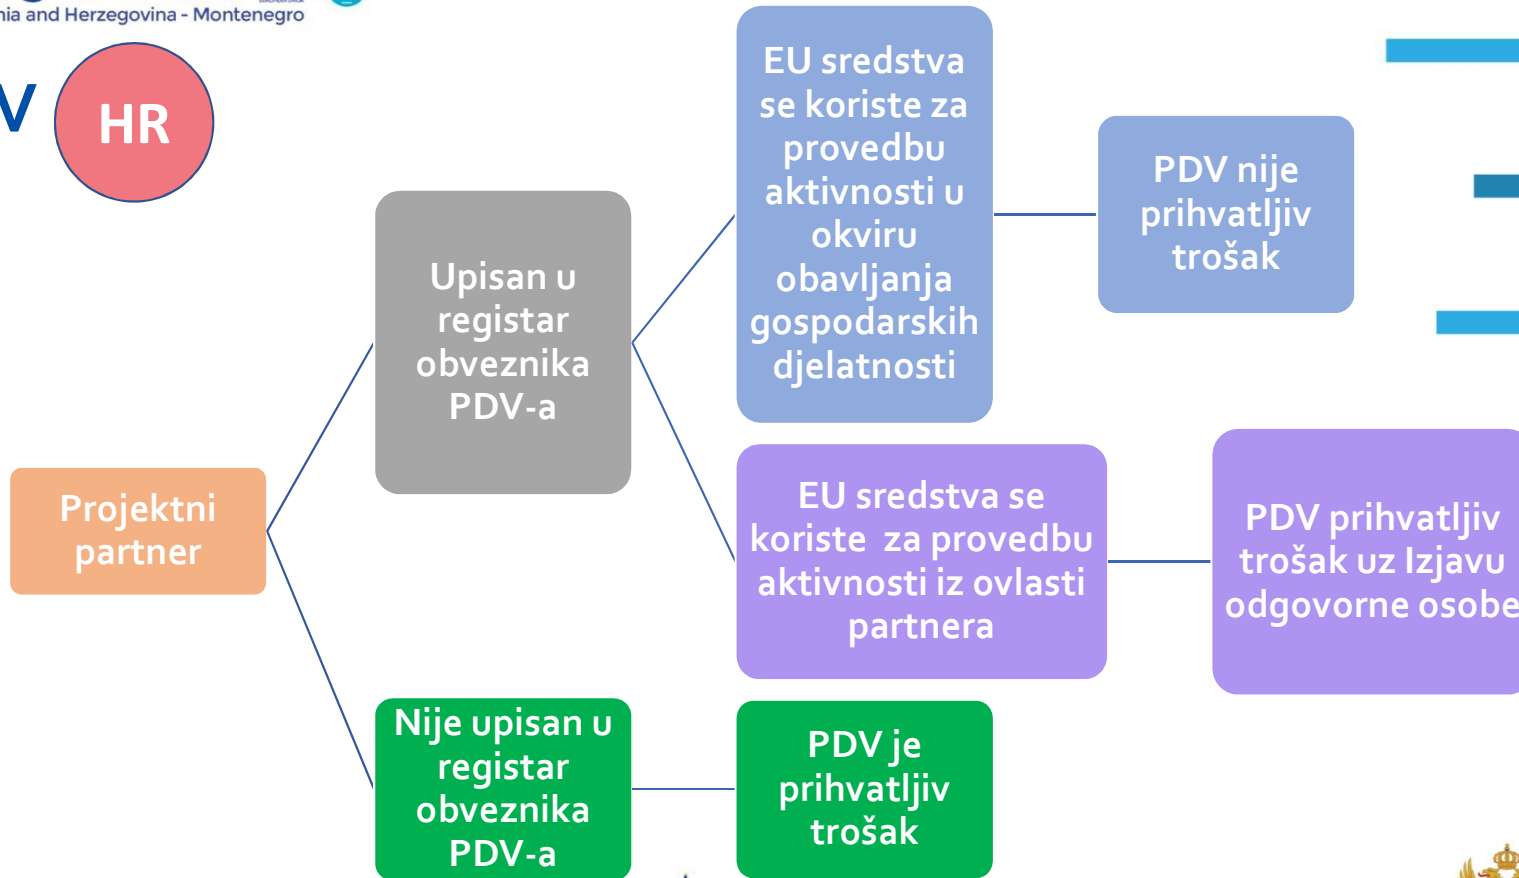 nia and Herzegovina - Montenegro
V
HR
EU sredstva
se koriste za
provedbu
aktivnosti u
okviru
obavljanja
gospodarskih
djelatnosti
PDV nije
prihvatljiv
trošak
Upisan u
registar
obveznika
PDV-a
Projektni
partner
EU sredstva se
koriste za provedbu
aktivnosti iz ovlasti
partnera
PDV prihvatljiv
trošak uz Izjavu
odgovorne osobe
Nije upisan u
registar
obveznika
PDV-a
PDV je
prihvatljiv
trošak